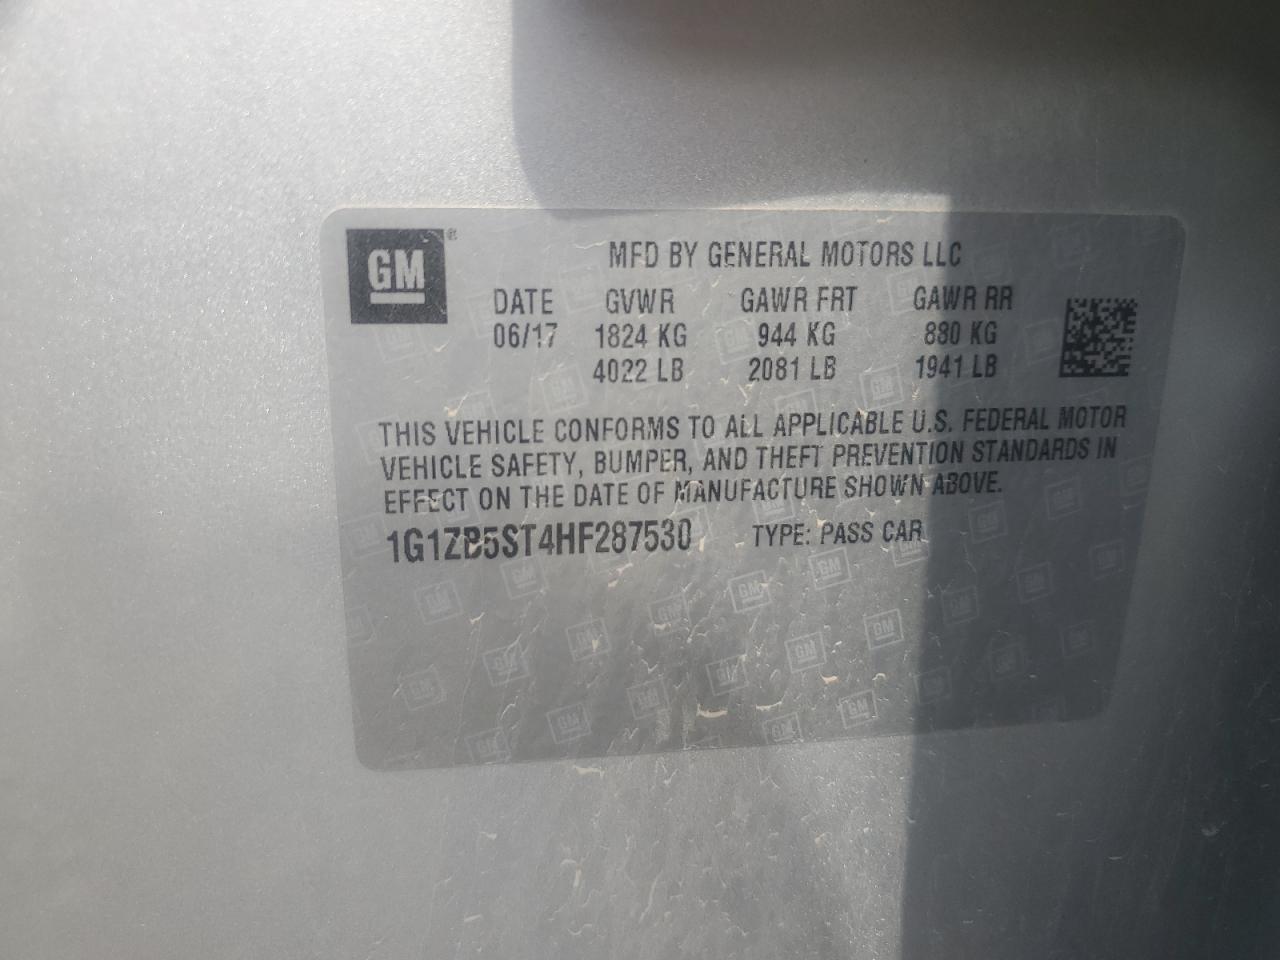 GM®
MFD BY GENERAL MOTORS LLC
DATE GVWR GAWR FRT GAWR RR
06/17 1824 KG 944 KG 880 KG
4022 LB 2081 LB 1941 LB
THIS VEHICLE CONFORMS TO ALL APPLICABLE U.S. FEDERAL MOTOR
VEHICLE SAFETY, BUMPER, AND THEFT PREVENTION STANDARDS IN
EFFECT ON THE DATE OF MANUFACTURE SHOWN ABOVE.
1G1ZB5ST4HF287530 TYPE: PASS CAR